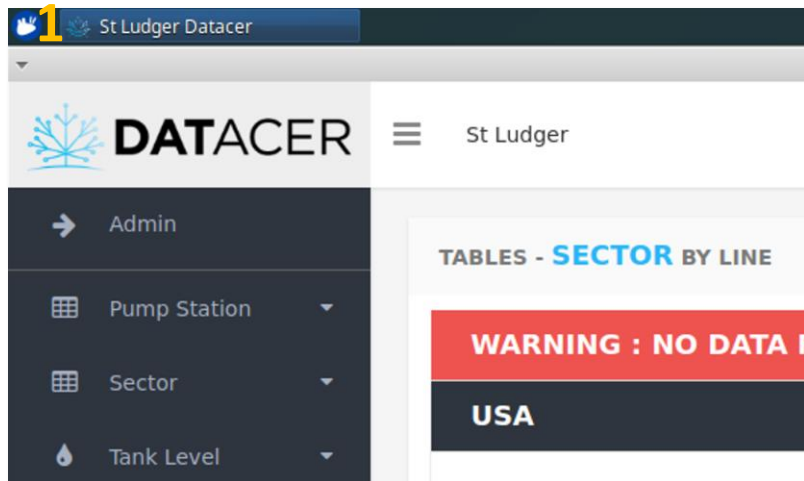 1 St Ludger Datacer
DATACER
St Ludger
Admin
Pump Station
Sector
Tank Level
TABLES - SECTOR BY LINE
WARNING : NO DATA
USA